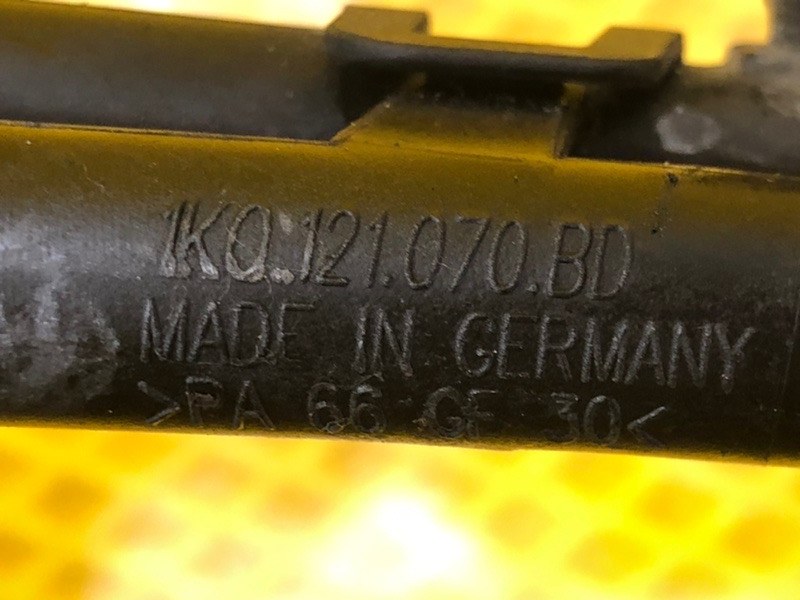 1K0.121.070.BD
MADE IN GERMANY
>PA 66 GF 30<